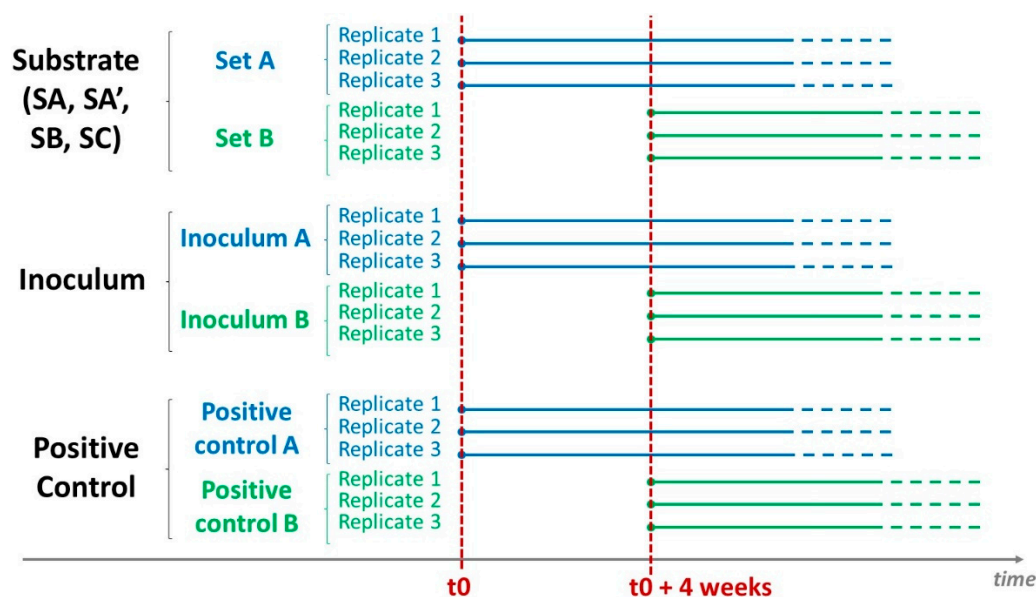 Substrate
(SA, SA’,
SB, SC)
Set A
Replicate 1
Replicate 2
Replicate 3
Set B
Replicate 1
Replicate 2
Replicate 3
Inoculum
Inoculum A
Replicate 1
Replicate 2
Replicate 3
Inoculum B
Replicate 1
Replicate 2
Replicate 3
Positive
Control
Positive
control A
Replicate 1
Replicate 2
Replicate 3
Positive
control B
Replicate 1
Replicate 2
Replicate 3
t0
t0 + 4 weeks
time